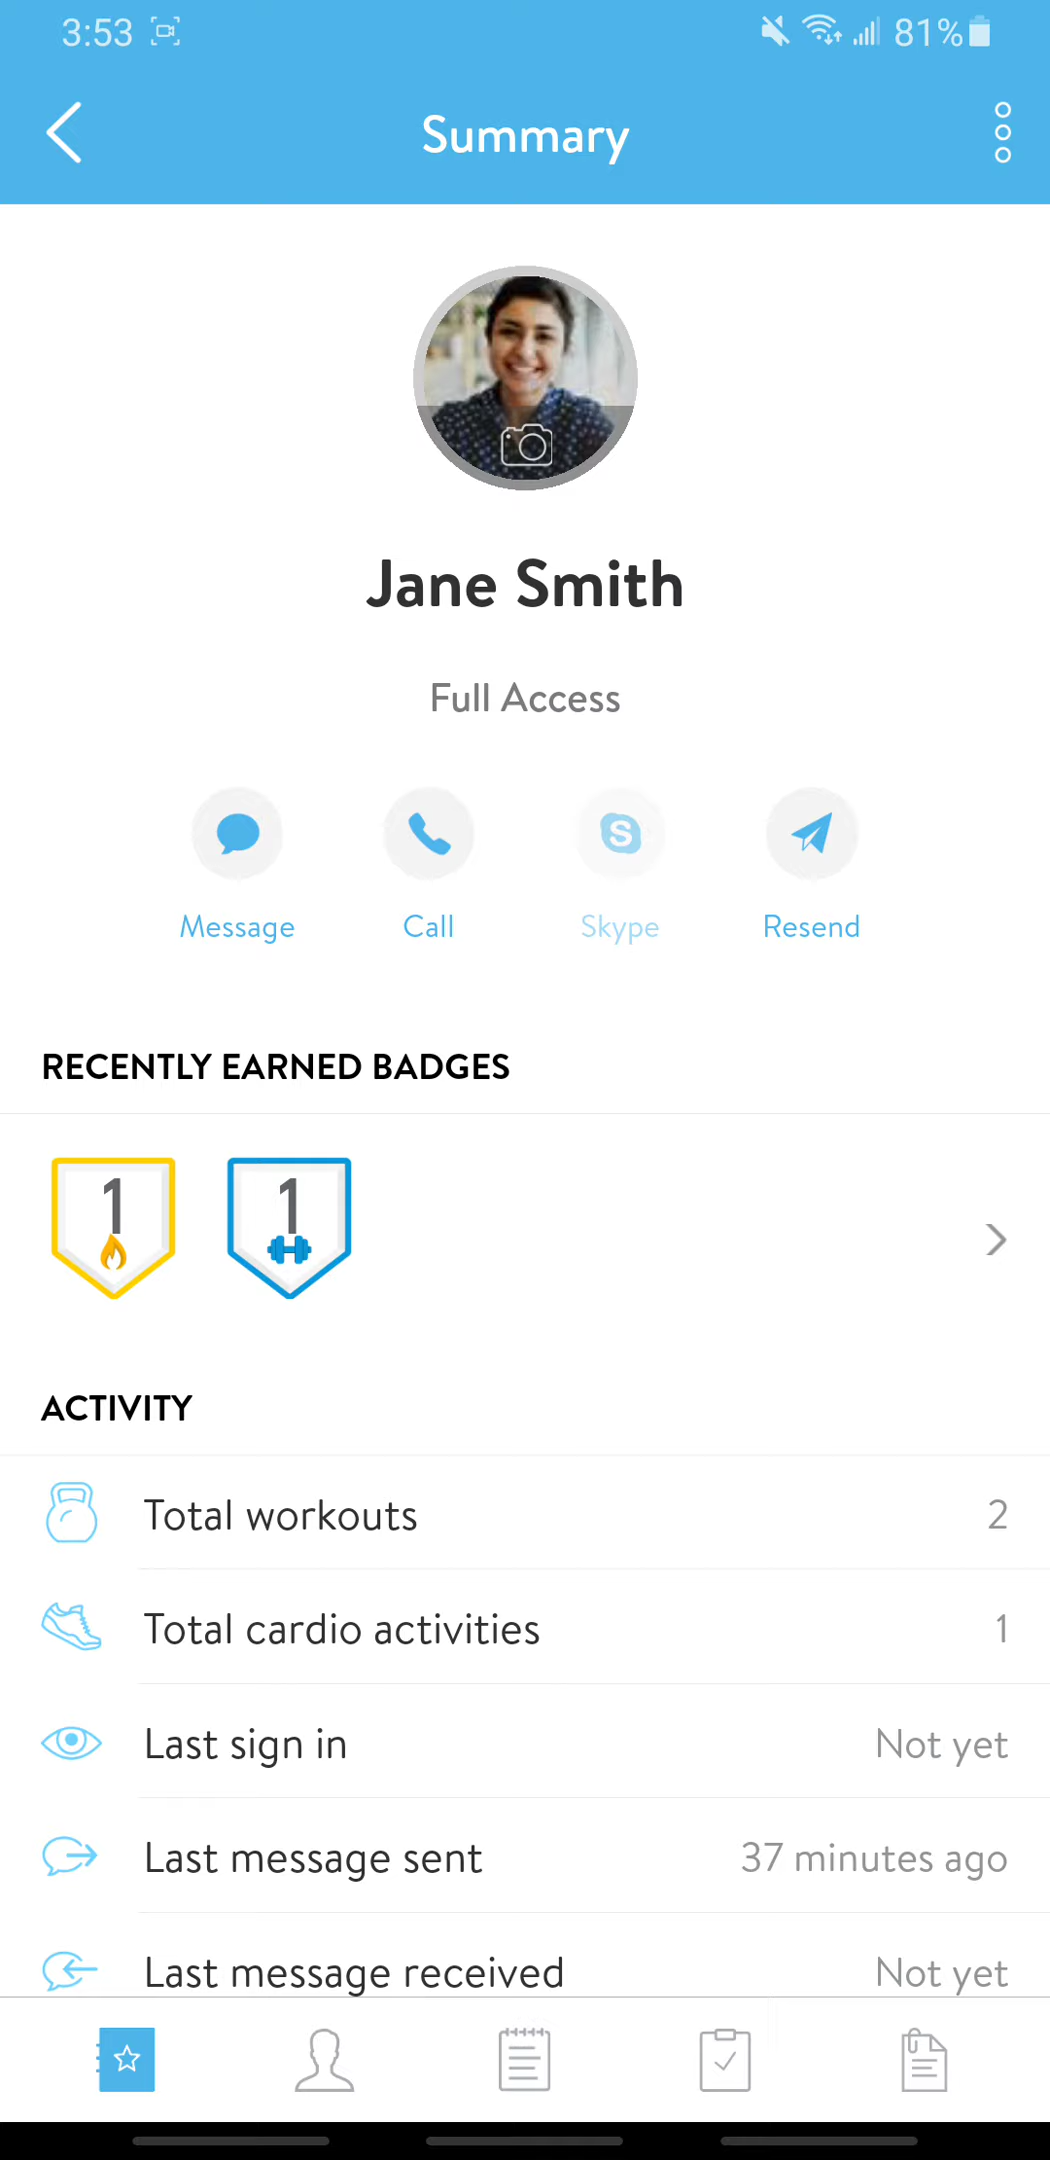 3:53 81%
Summary
Jane Smith
Full Access
Message Call Skype Resend
RECENTLY EARNED BADGES
1 1
ACTIVITY
Total workouts 2
Total cardio activities 1
Last sign in Not yet
Last message sent 37 minutes ago
Last message received Not yet